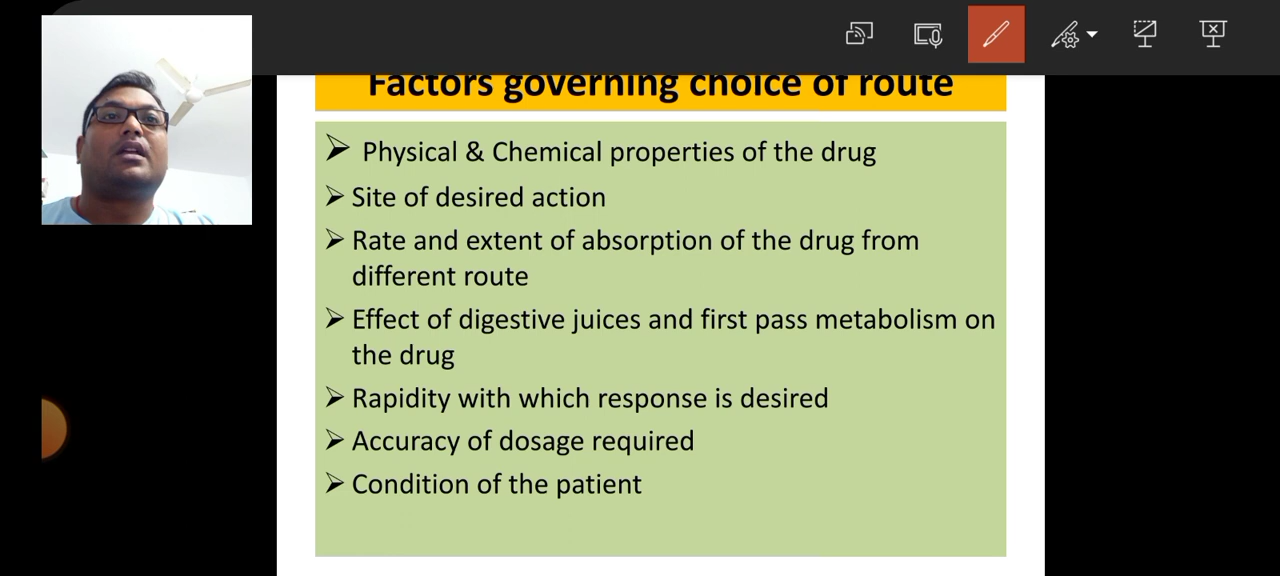 Factors governing choice of route
➢ Physical & Chemical properties of the drug
➢ Site of desired action
➢ Rate and extent of absorption of the drug from
different route
➢ Effect of digestive juices and first pass metabolism on
the drug
➢ Rapidity with which response is desired
➢ Accuracy of dosage required
➢ Condition of the patient